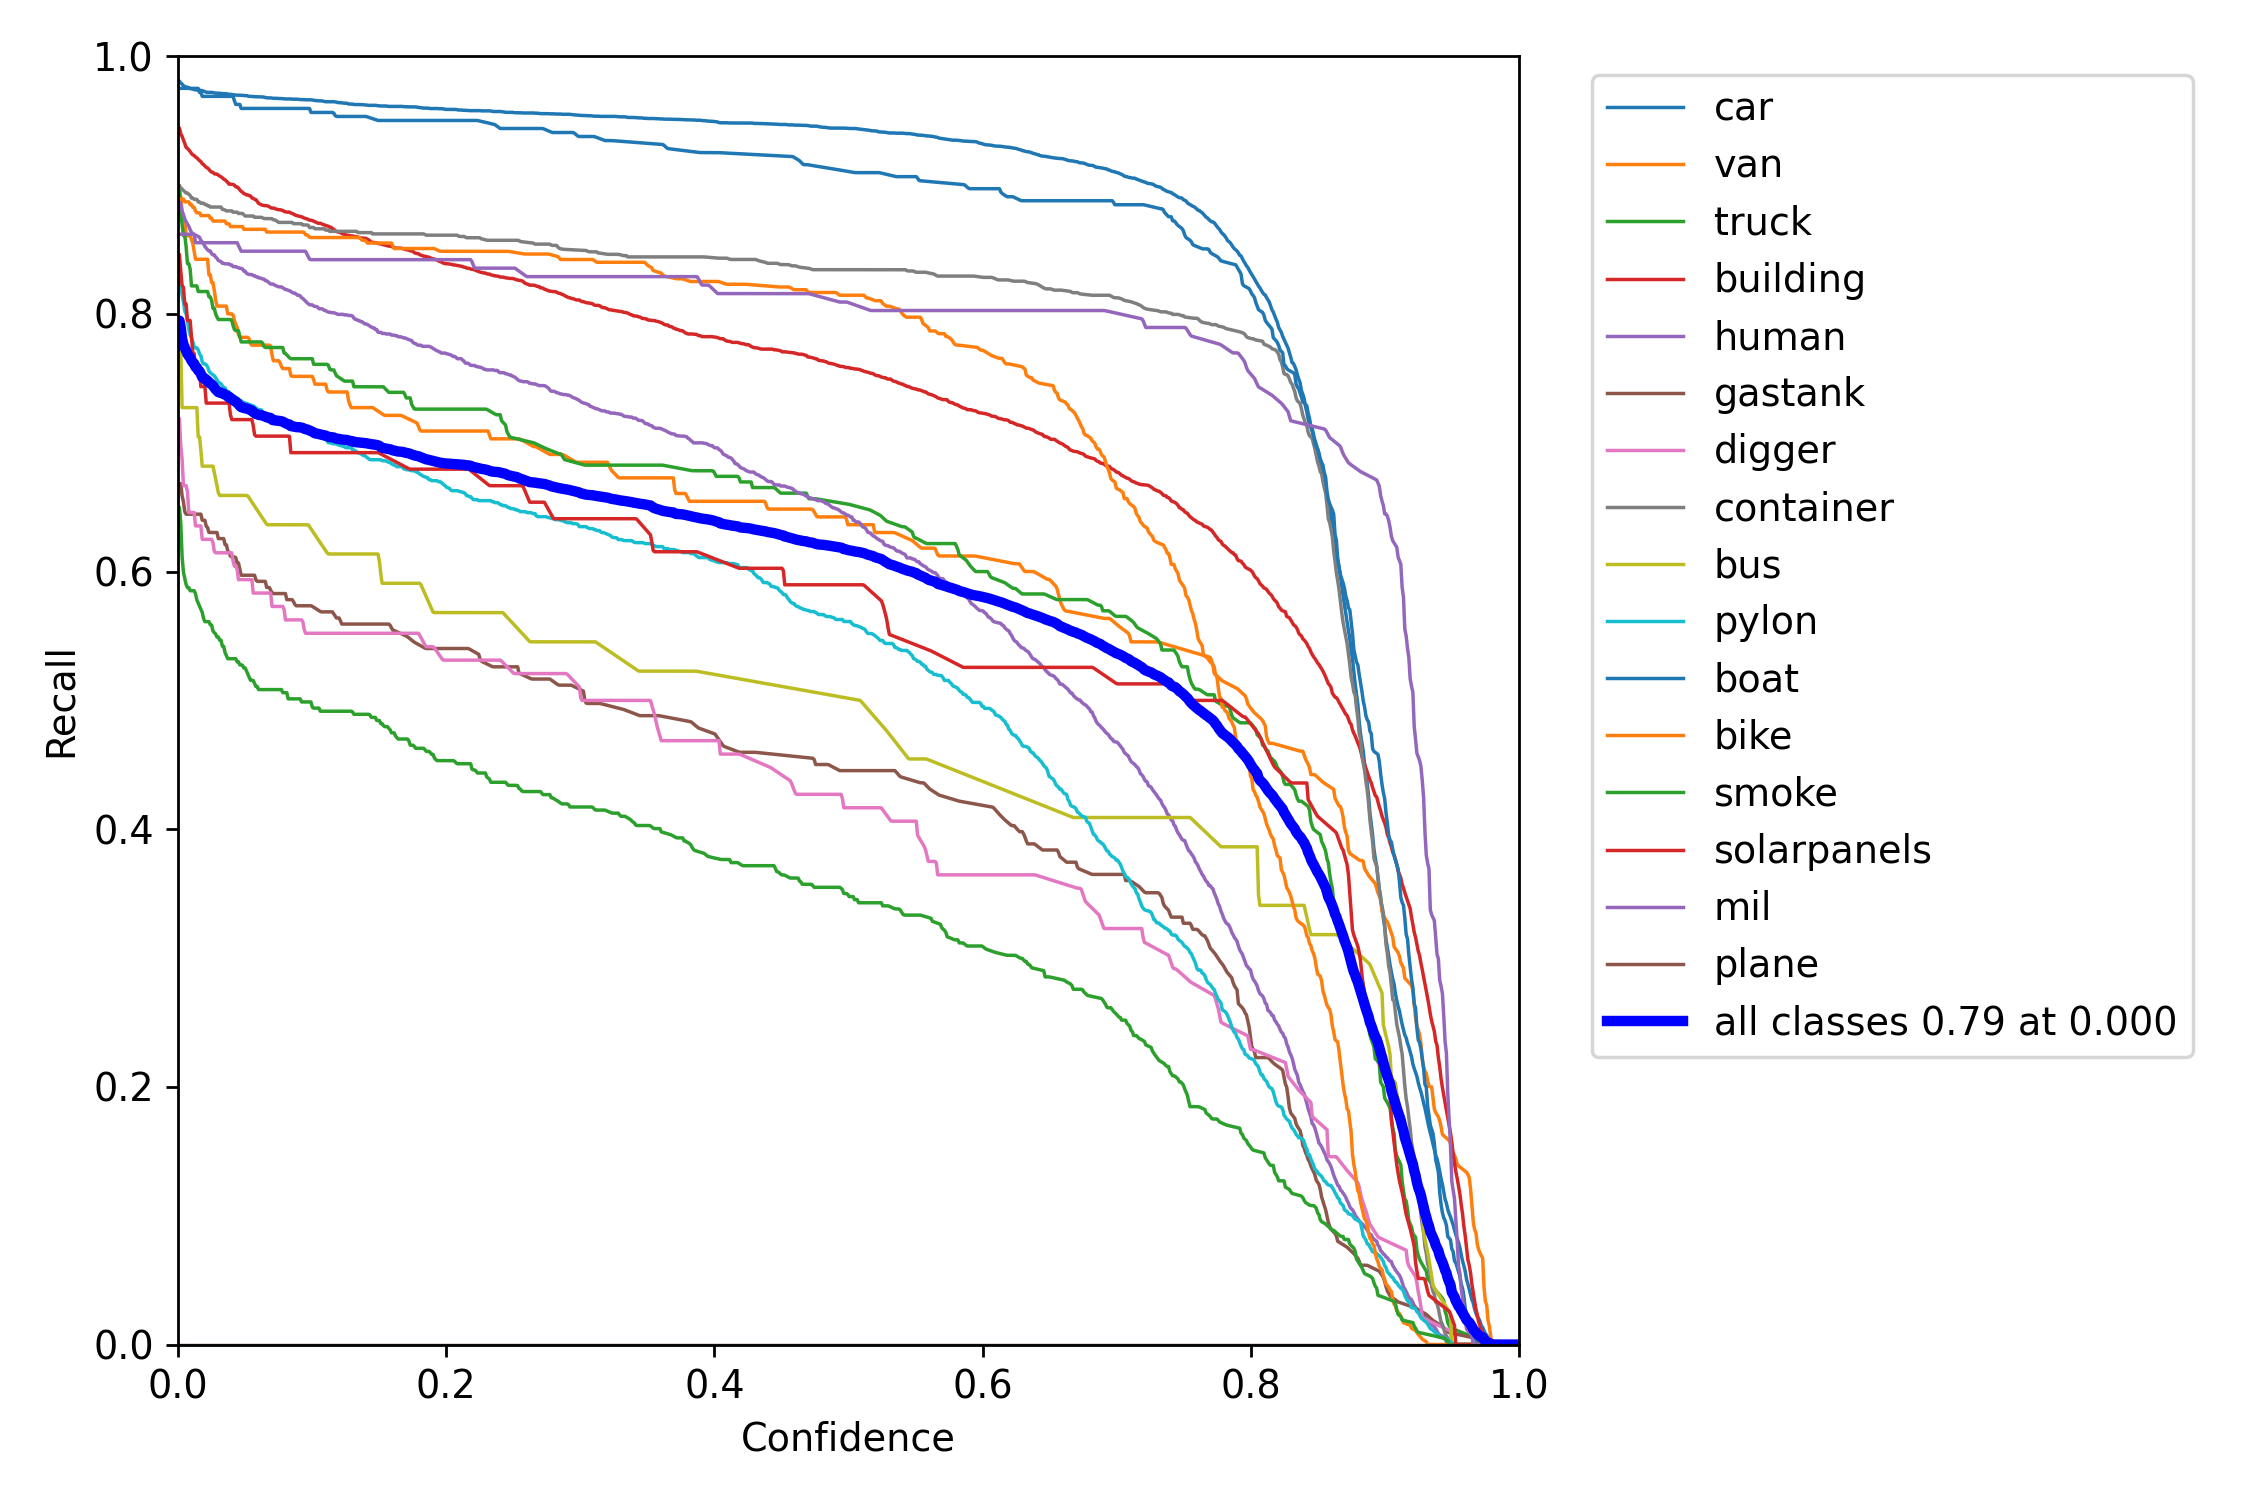 1.0
0.8
0.6
0.4
0.2
0.0
0.0 0.2 0.4 0.6 0.8 1.0
Confidence
Recall
car
van
truck
building
human
gastank
digger
container
bus
pylon
boat
bike
smoke
solarpanels
mil
plane
all classes 0.79 at 0.000